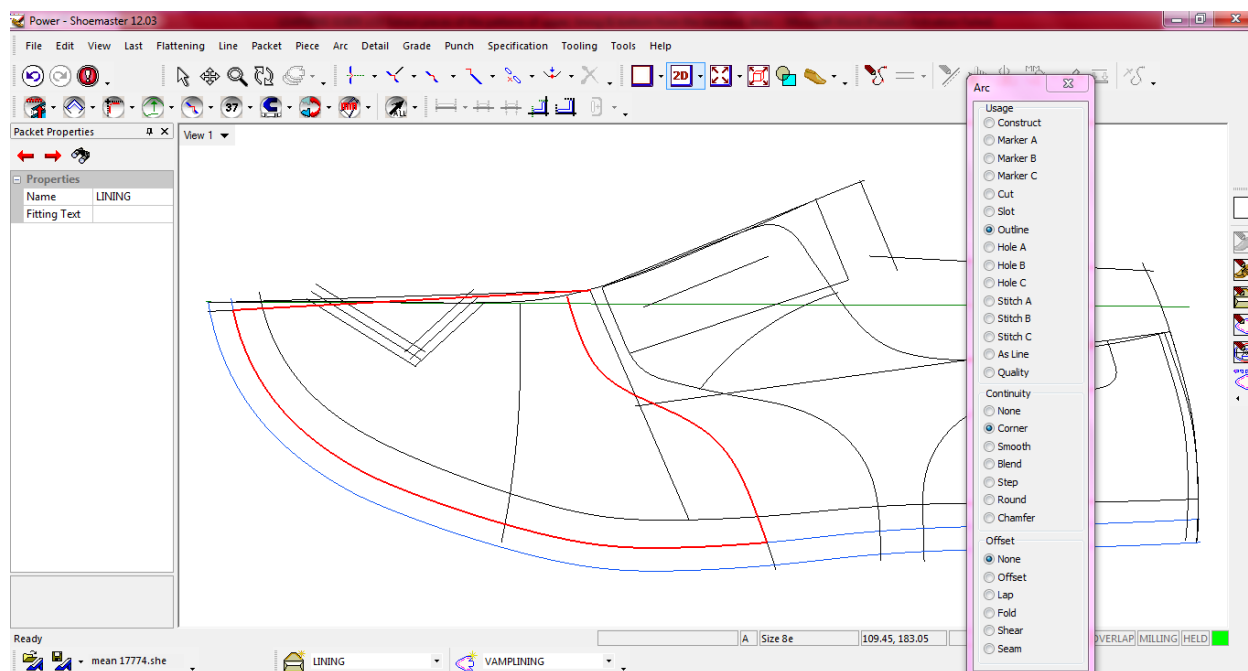 Power - Shoemaster 12.03
File Edit View Last Flattening Line Packet Piece Arc Detail Grade Punch Specification Tooling Tools Help
2D
37
ALL
Packet Properties
View 1
Properties
Name LINING
Fitting Text
Arc
Usage
Construct
Marker A
Marker B
Marker C
Cut
Slot
Outline
Hole A
Hole B
Hole C
Stitch A
Stitch B
Stitch C
As Line
Quality
Continuity
None
Corner
Smooth
Blend
Step
Round
Chamfer
Offset
None
Offset
Lap
Fold
Shear
Seam
Ready
A Size 8e 109.45, 183.05 OVERLAP MILLING HELD
mean 17774.she LINING VAMPLINING